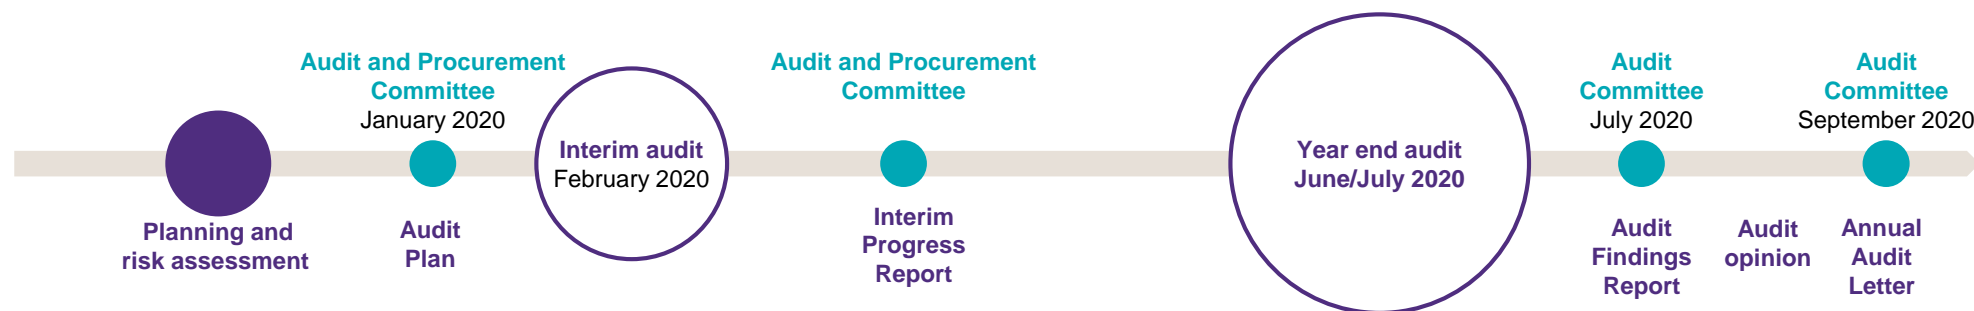 Planning and
risk assessment
Audit and Procurement
Committee
January 2020
Audit
Plan
Interim audit
February 2020
Audit and Procurement
Committee
Interim
Progress
Report
Year end audit
June/July 2020
Audit
Committee
July 2020
Audit
Findings
Report
Audit
opinion
Audit
Committee
September 2020
Annual
Audit
Letter